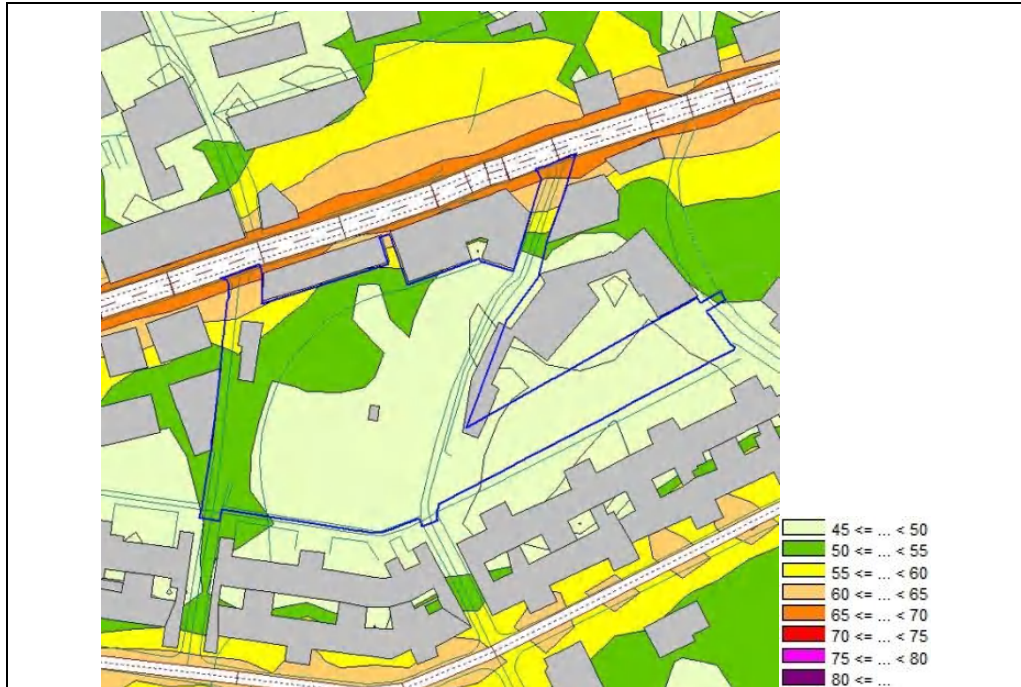 45 <= ... < 50
50 <= ... < 55
55 <= ... < 60
60 <= ... < 65
65 <= ... < 70
70 <= ... < 75
75 <= ... < 80
80 <= ...